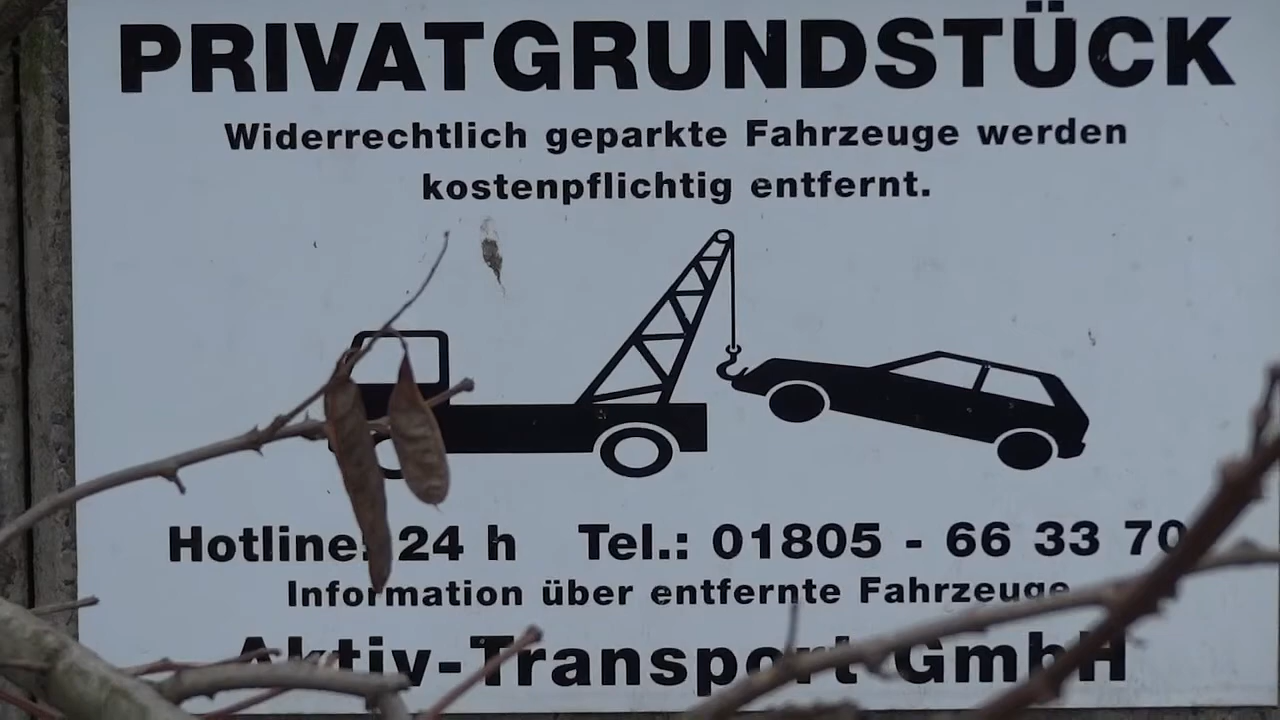 PRIVATGRUNDSTÜCK
Widerrechtlich geparkte Fahrzeuge werden
kostenpflichtig entfernt.
Hotline: 24 h Tel.: 01805 - 66 33 70
Information über entfernte Fahrzeuge
Aktiv-Transport GmbH